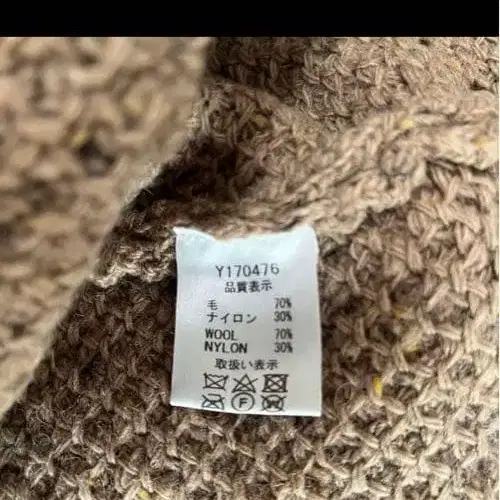 Y170476
品質表示
毛 70%
ナイロン 30%
WOOL 70%
NYLON 30%
取扱い表示
F